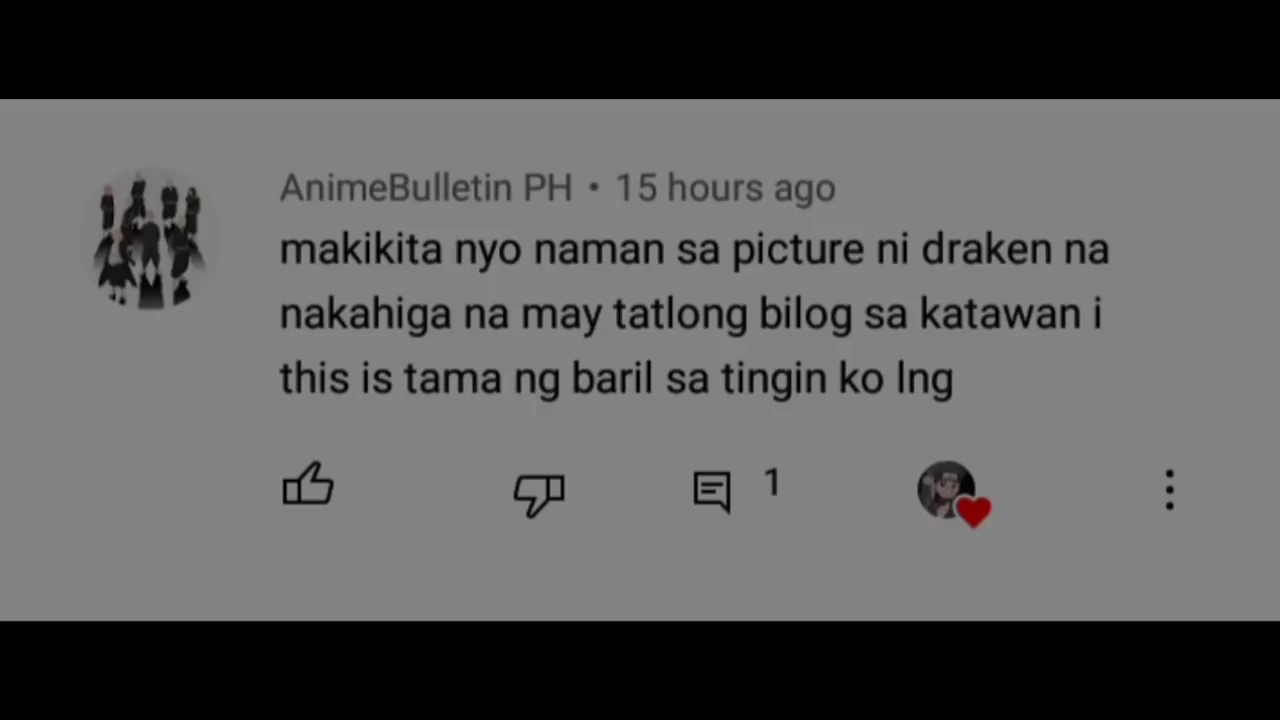 AnimeBulletin PH • 15 hours ago
makikita nyo naman sa picture ni draken na
nakahiga na may tatlong bilog sa katawan i
this is tama ng baril sa tingin ko lng
1